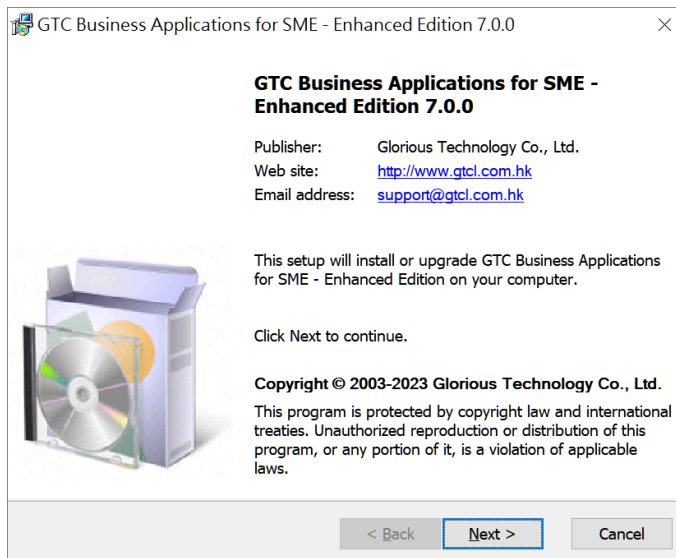 GTC Business Applications for SME - Enhanced Edition 7.0.0
GTC Business Applications for SME -
Enhanced Edition 7.0.0
Publisher: Glorious Technology Co., Ltd.
Web site: http://www.gtcl.com.hk
Email address: support@gtcl.com.hk
This setup will install or upgrade GTC Business Applications
for SME - Enhanced Edition on your computer.
Click Next to continue.
Copyright © 2003-2023 Glorious Technology Co., Ltd.
This program is protected by copyright law and international
treaties. Unauthorized reproduction or distribution of this
program, or any portion of it, is a violation of applicable
laws.
< Back Next > Cancel